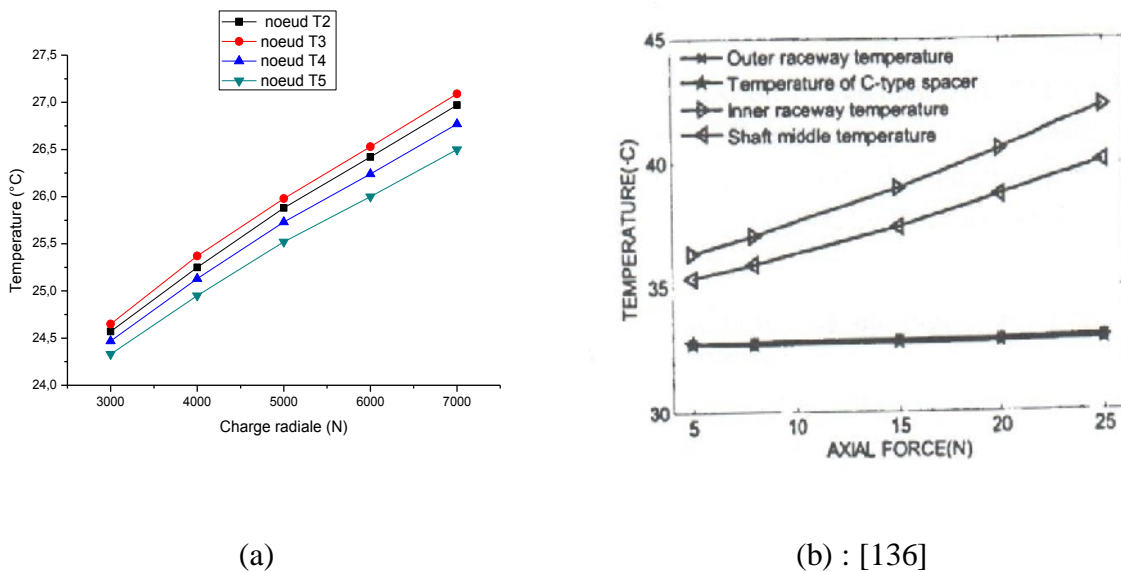 noeud T2
noeud T3
noeud T4
noeud T5
27,5
27,0
26,5
26,0
25,5
25,0
24,5
24,0
Temperature (°C)
3000 4000 5000 6000 7000
Charge radiale (N)
(a)
45
40
35
30
TEMPERATURE(·C)
Outer raceway temperature
Temperature of C-type spacer
Inner raceway temperature
Shaft middle temperature
5 10 15 20 25
AXIAL FORCE(N)
(b) : [136]